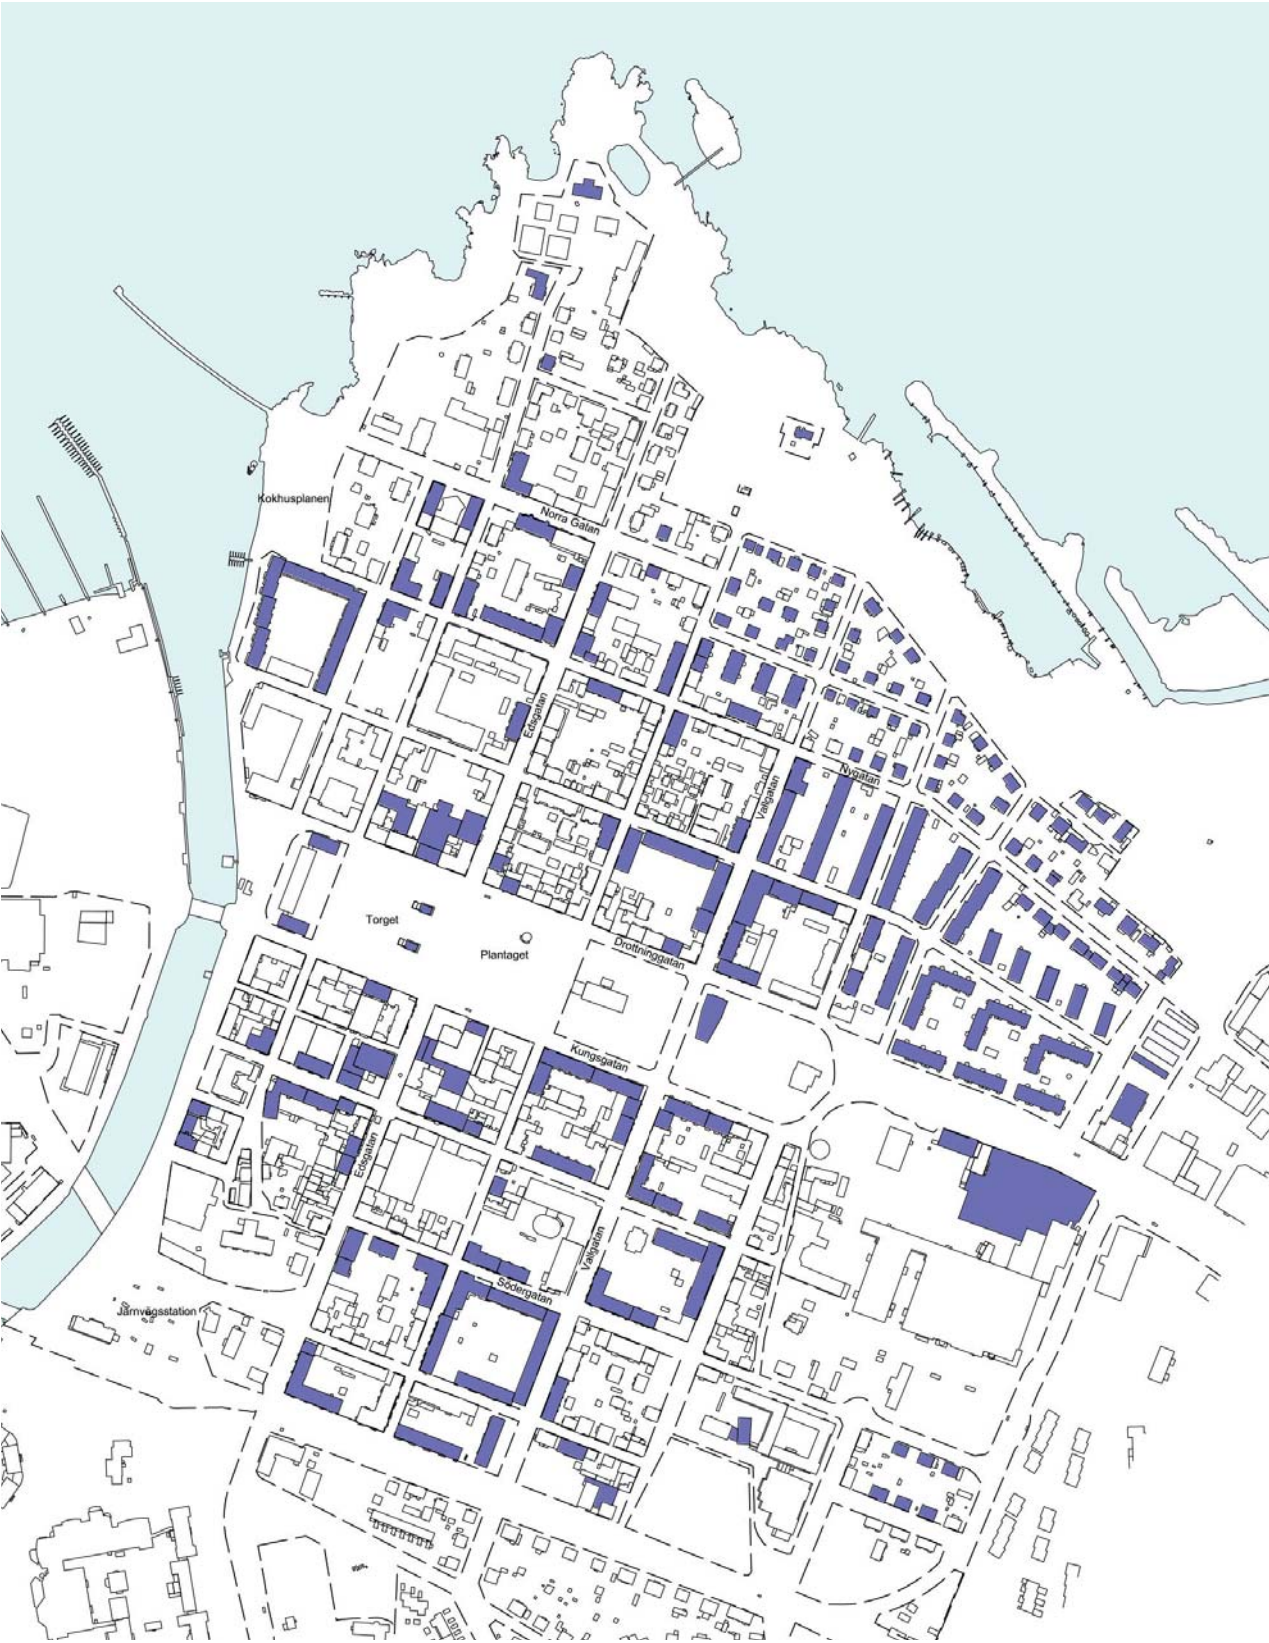 Kokhusplanen
Norra Gatan
Edsgatan
Nygatan
Vallgatan
Torget
Plantaget
Drottninggatan
Kungsgatan
Edsgatan
Vallgatan
Södergatan
Järnvägsstation